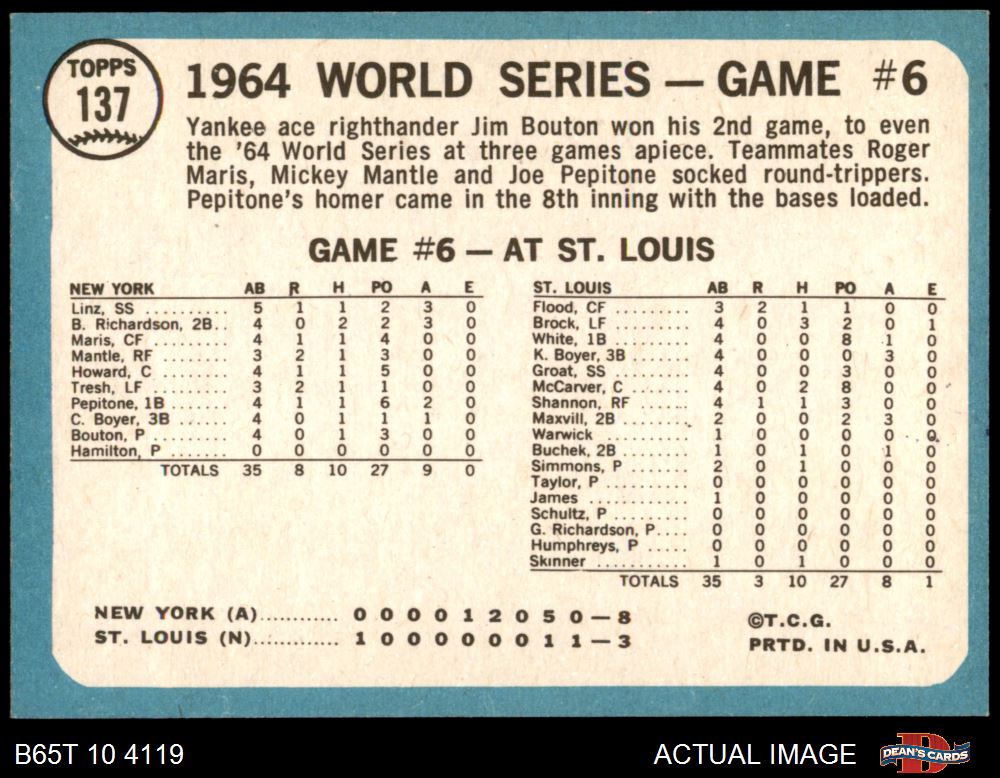 TOPPS
137
1964 WORLD SERIES — GAME #6
Yankee ace righthander Jim Bouton won his 2nd game, to even
the '64 World Series at three games apiece. Teammates Roger
Maris, Mickey Mantle and Joe Pepitone socked round-trippers.
Pepitone's homer came in the 8th inning with the bases loaded.
GAME #6 — AT ST. LOUIS
NEW YORK AB R H PO A E
Linz, SS .......... 5 1 1 2 3 0
B. Richardson, 2B.. 4 0 2 2 3 0
Maris, CF ......... 4 1 1 4 0 0
Mantle, RF ........ 3 2 1 3 0 0
Howard, C ......... 4 1 1 5 0 0
Tresh, LF ......... 3 2 1 1 0 0
Pepitone, 1B ....... 4 1 1 6 2 0
C. Boyer, 3B ....... 4 0 1 1 1 0
Bouton, P ......... 4 0 1 3 0 0
Hamilton, P ....... 0 0 0 0 0 0
TOTALS 35 8 10 27 9 0
ST. LOUIS AB R H PO A E
Flood, CF ......... 3 2 1 1 0 0
Brock, LF ......... 4 0 3 2 0 1
White, 1B ......... 4 0 0 8 1 0
K. Boyer, 3B ....... 4 0 0 0 3 0
Groat, SS ......... 4 0 0 3 0 0
McCarver, C ....... 4 0 2 8 0 0
Shannon, RF ...... 4 1 1 3 0 0
Maxvill, 2B ........ 2 0 0 2 3 0
Warwick .......... 1 0 0 0 0 0
Buchek, 2B ........ 1 0 1 0 1 0
Simmons, P ....... 2 0 1 0 0 0
Taylor, P .......... 0 0 0 0 0 0
James ............ 1 0 0 0 0 0
Schultz, P ......... 0 0 0 0 0 0
G. Richardson, P.... 0 0 0 0 0 0
Humphreys, P ..... 0 0 0 0 0 0
Skinner ........... 1 0 1 0 0 0
TOTALS 35 3 10 27 8 1
NEW YORK (A)............ 0 0 0 0 1 2 0 5 0 — 8
ST. LOUIS (N)............ 1 0 0 0 0 0 0 1 1 — 3
©T.C.G.
PRTD. IN U.S.A.
B65T 10 4119
ACTUAL IMAGE
DEAN'S CARDS